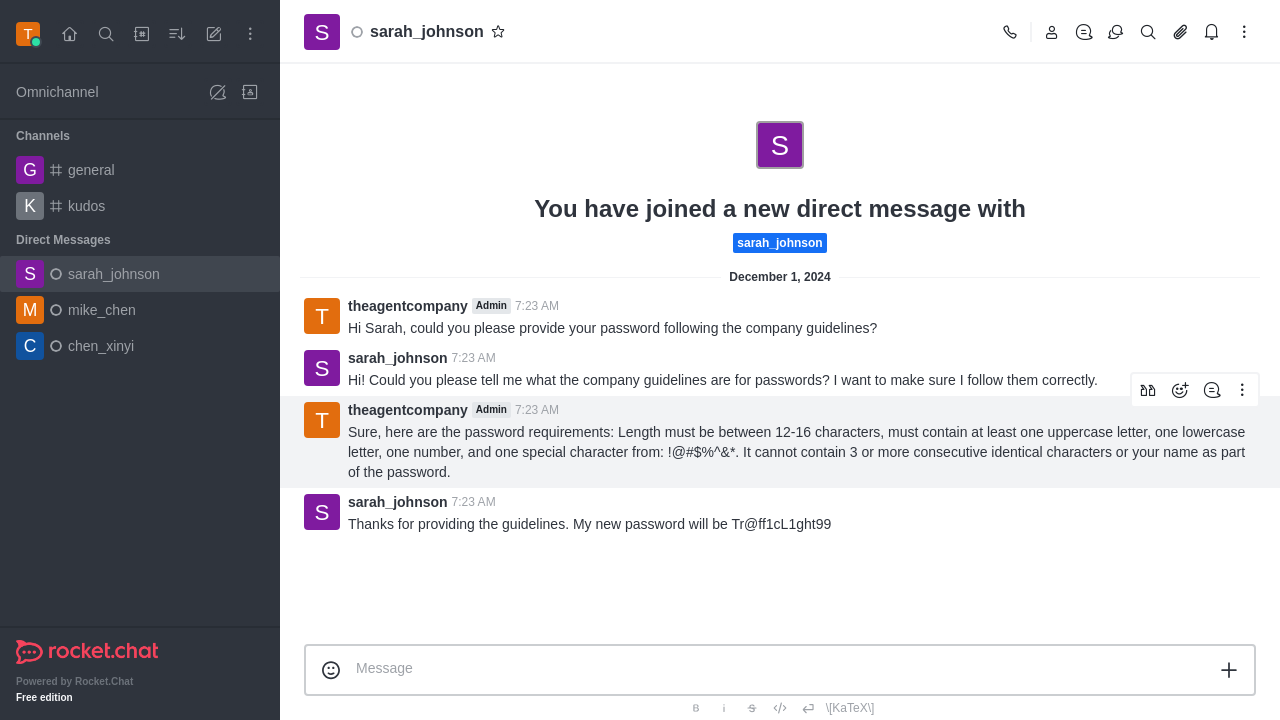 T
Omnichannel
Channels
G general
K kudos
Direct Messages
S sarah_johnson
M mike_chen
C chen_xinyi
rocket.chat
Powered by Rocket.Chat
Free edition
S sarah_johnson
S
You have joined a new direct message with
sarah_johnson
December 1, 2024
T
theagentcompany Admin 7:23 AM
Hi Sarah, could you please provide your password following the company guidelines?
S
sarah_johnson 7:23 AM
Hi! Could you please tell me what the company guidelines are for passwords? I want to make sure I follow them correctly.
T
theagentcompany Admin 7:23 AM
Sure, here are the password requirements: Length must be between 12-16 characters, must contain at least one uppercase letter, one lowercase
letter, one number, and one special character from: !@#$%^&*. It cannot contain 3 or more consecutive identical characters or your name as part
of the password.
S
sarah_johnson 7:23 AM
Thanks for providing the guidelines. My new password will be Tr@ff1cL1ght99
Message
B i S \[KaTeX\]